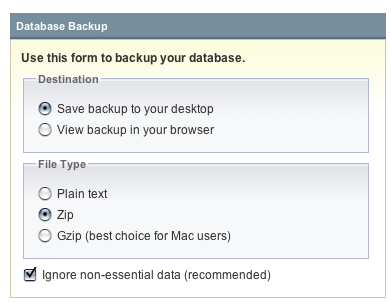 Database Backup
Use this form to backup your database.
Destination
Save backup to your desktop
View backup in your browser
File Type
Plain text
Zip
Gzip (best choice for Mac users)
Ignore non-essential data (recommended)